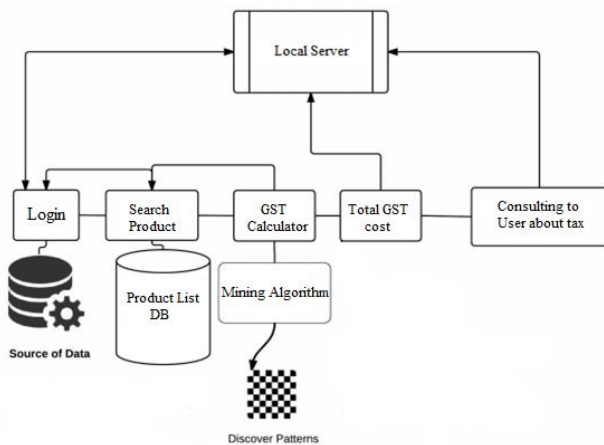 Local Server
Login
Search
Product
GST
Calculator
Total GST
cost
Consulting to
User about tax
Product List
DB
Mining Algorithm
Source of Data
Discover Patterns